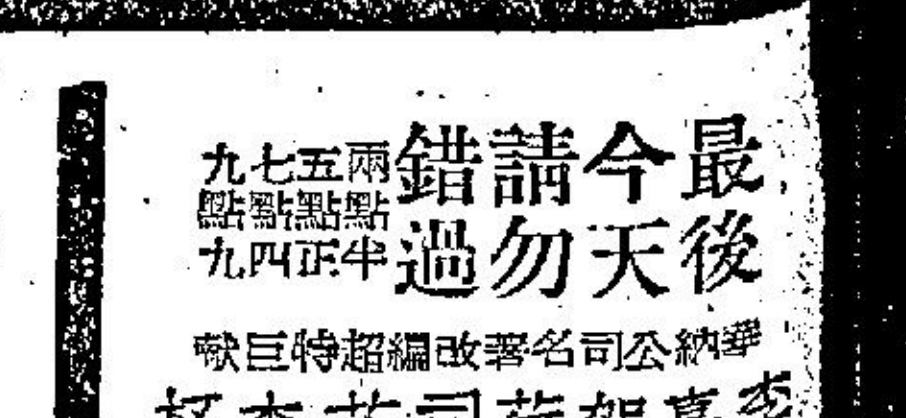 最後
今天
請勿
錯過
兩點半
五點正
七點四
九點九
華納公司名著改編超特巨獻